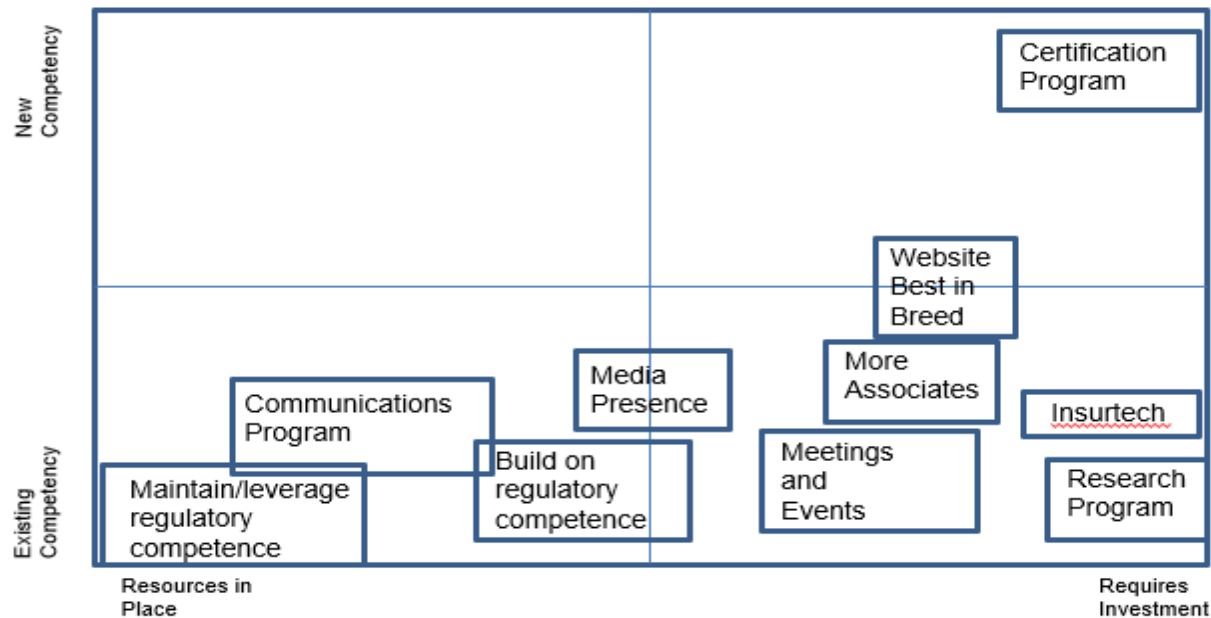 New
Competency
Certification
Program
Website
Best in
Breed
Media
Presence
More
Associates
Communications
Program
Insurtech
Build on
regulatory
competence
Meetings
and
Events
Research
Program
Maintain/leverage
regulatory
competence
Existing
Competency
Resources in
Place
Requires
Investment